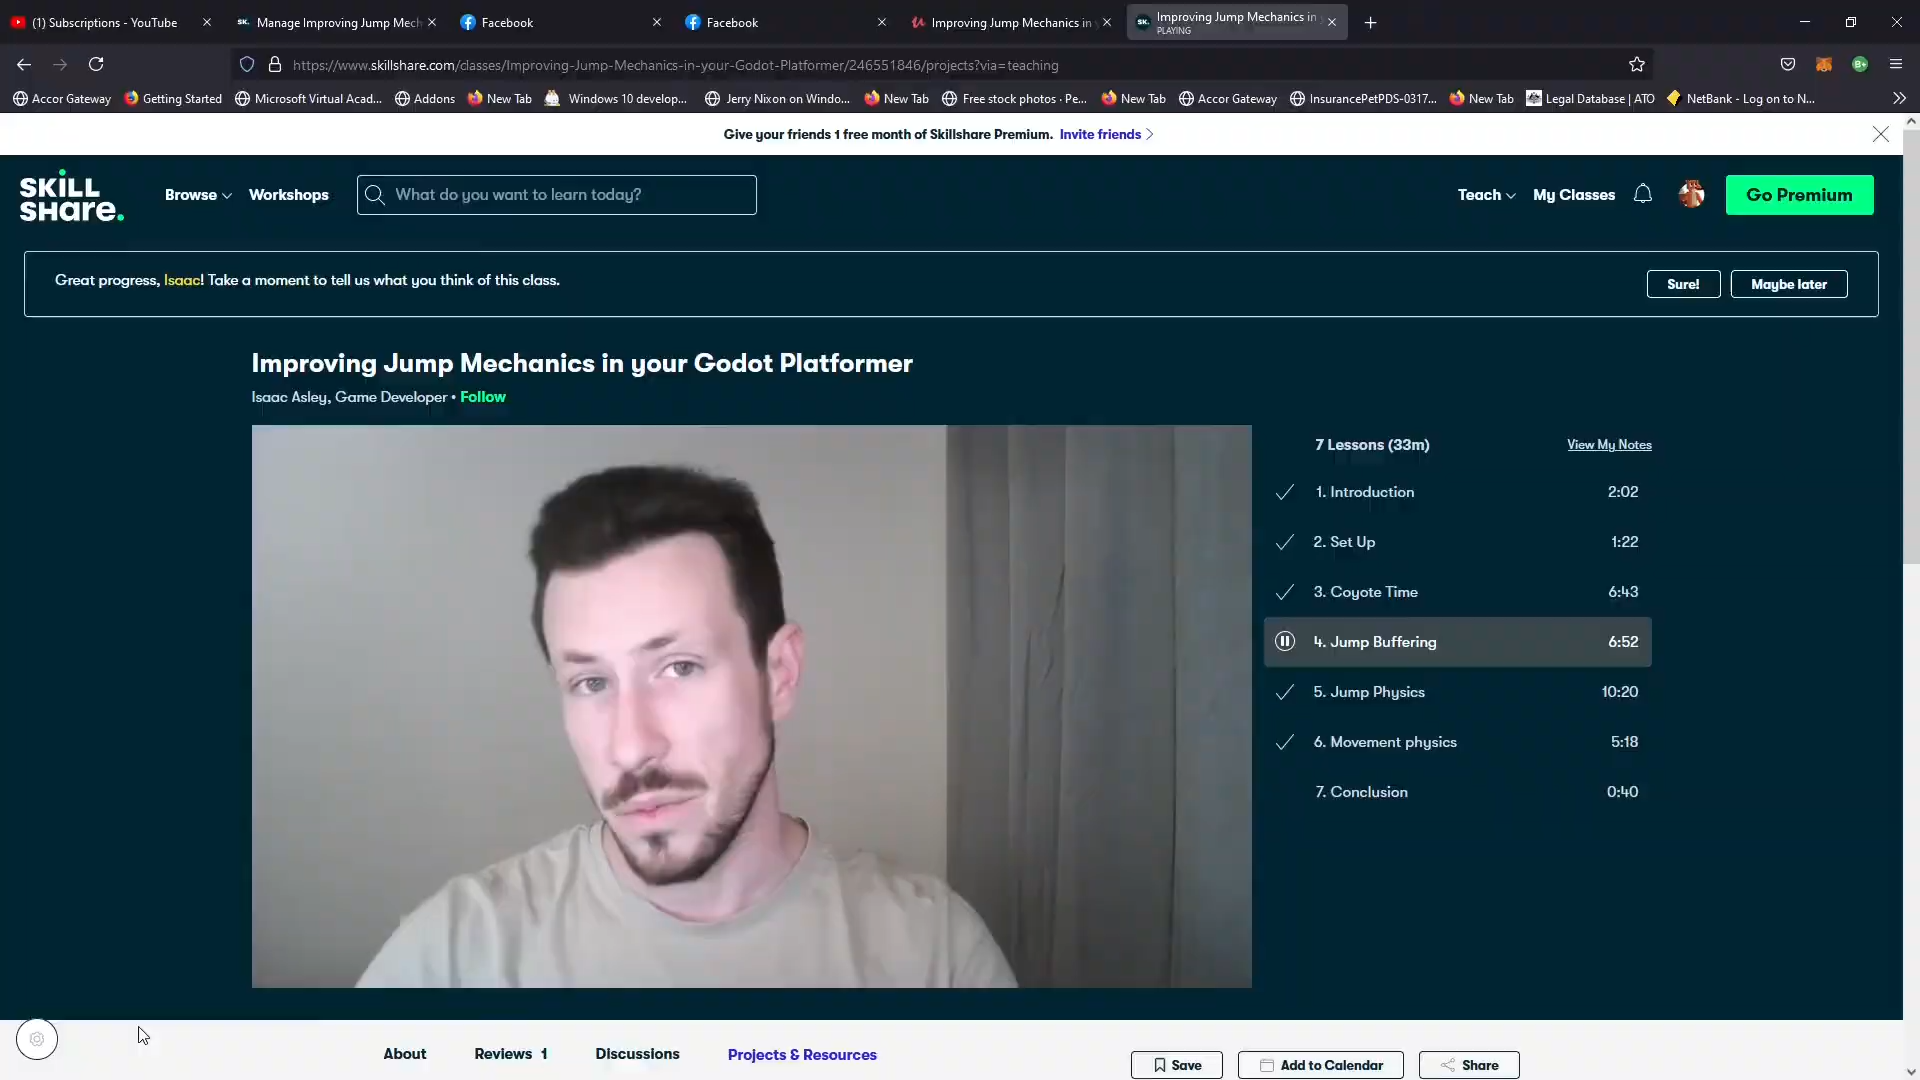 (1) Subscriptions - YouTube
Manage Improving Jump Mech
Facebook
Facebook
Improving Jump Mechanics in
Improving Jump Mechanics in
PLAYING
https://www.skillshare.com/classes/Improving-Jump-Mechanics-in-your-Godot-Platformer/246551846/projects?via=teaching
Accor Gateway
Getting Started
Microsoft Virtual Acad...
Addons
New Tab
Windows 10 develop...
Jerry Nixon on Windo...
New Tab
Free stock photos · Pe...
New Tab
Accor Gateway
InsurancePetPDS-0317...
New Tab
Legal Database | ATO
NetBank - Log on to N...
Give your friends 1 free month of Skillshare Premium. Invite friends
SKILL
SHare.
Browse
Workshops
What do you want to learn today?
Teach
My Classes
Go Premium
Great progress, Isaac! Take a moment to tell us what you think of this class.
Sure!
Maybe later
Improving Jump Mechanics in your Godot Platformer
Isaac Asley, Game Developer • Follow
7 Lessons (33m)
View My Notes
1. Introduction 2:02
2. Set Up 1:22
3. Coyote Time 6:43
4. Jump Buffering 6:52
5. Jump Physics 10:20
6. Movement physics 5:18
7. Conclusion 0:40
About
Reviews 1
Discussions
Projects & Resources
Save
Add to Calendar
Share